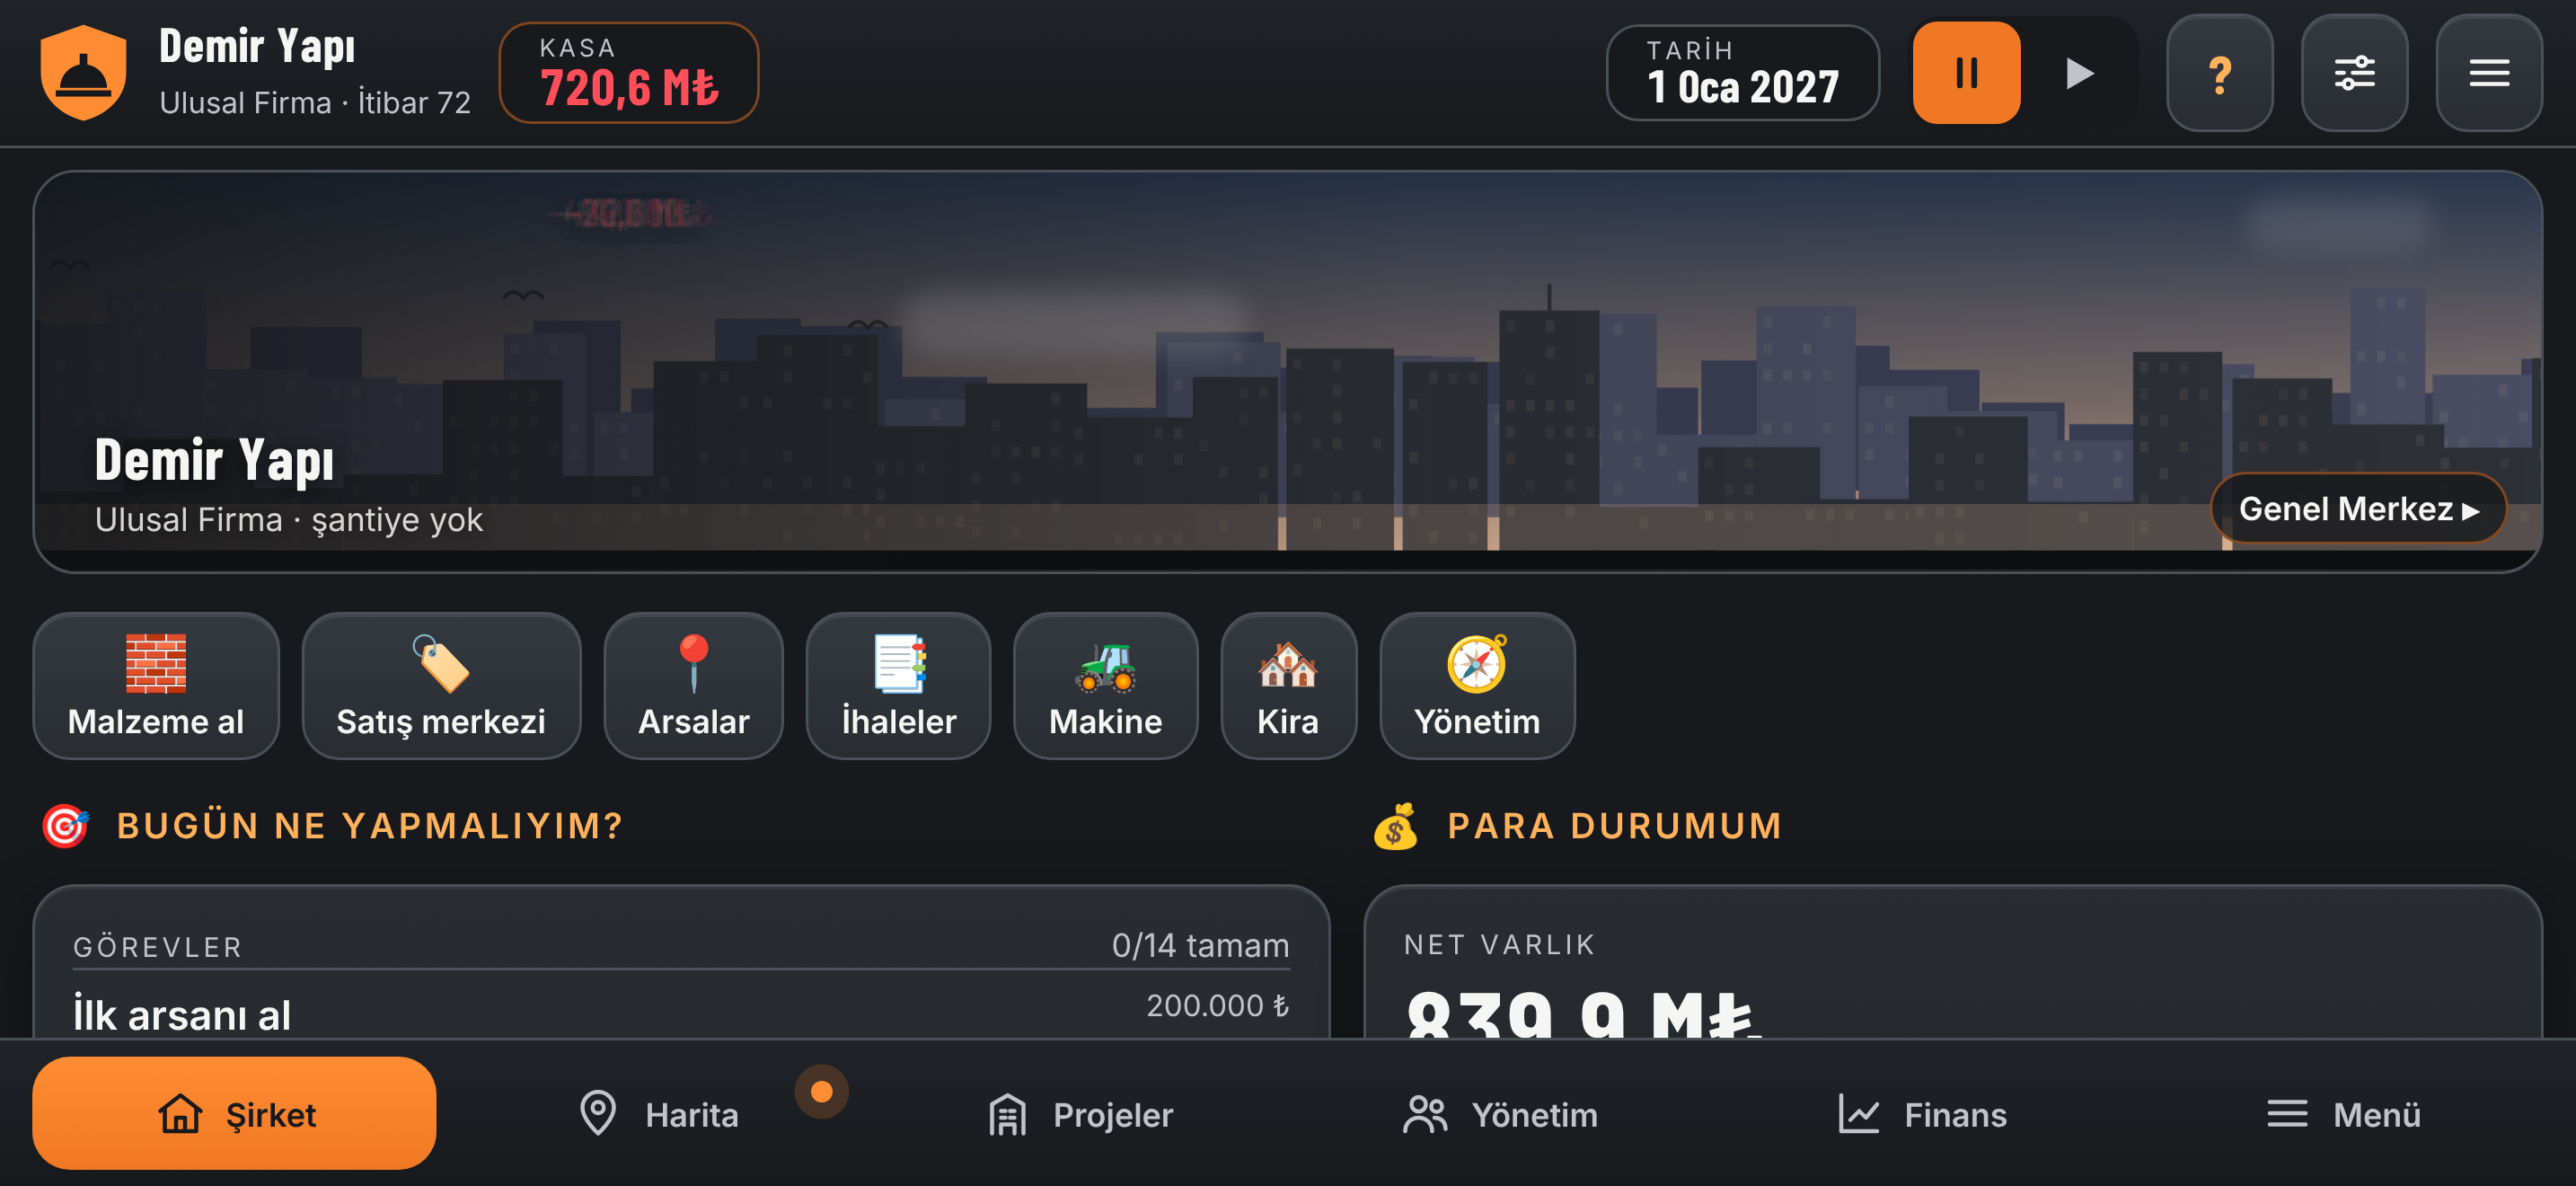 Demir Yapı
Ulusal Firma · İtibar 72
KASA
720,6 M₺
TARİH
1 Oca 2027
?
Demir Yapı
Ulusal Firma · şantiye yok
Genel Merkez ▸
Malzeme al
Satış merkezi
Arsalar
İhaleler
Makine
Kira
Yönetim
BUGÜN NE YAPMALIYIM?
PARA DURUMUM
GÖREVLER
0/14 tamam
İlk arsanı al
200.000 ₺
NET VARLIK
839,9 M₺
Şirket
Harita
Projeler
Yönetim
Finans
Menü